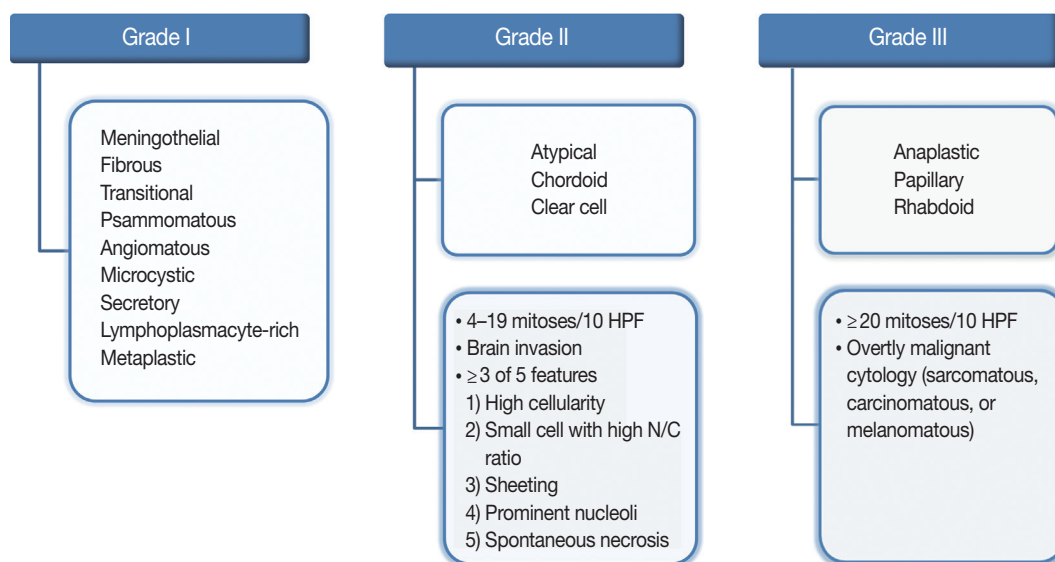 Grade I
Meningothelial
Fibrous
Transitional
Psammomatous
Angiomatous
Microcystic
Secretory
Lymphoplasmacyte-rich
Metaplastic
Grade II
Atypical
Chordoid
Clear cell
• 4–19 mitoses/10 HPF
• Brain invasion
• ≥3 of 5 features
1) High cellularity
2) Small cell with high N/C
ratio
3) Sheeting
4) Prominent nucleoli
5) Spontaneous necrosis
Grade III
Anaplastic
Papillary
Rhabdoid
• ≥20 mitoses/10 HPF
• Overtly malignant
cytology (sarcomatous,
carcinomatous, or
melanomatous)